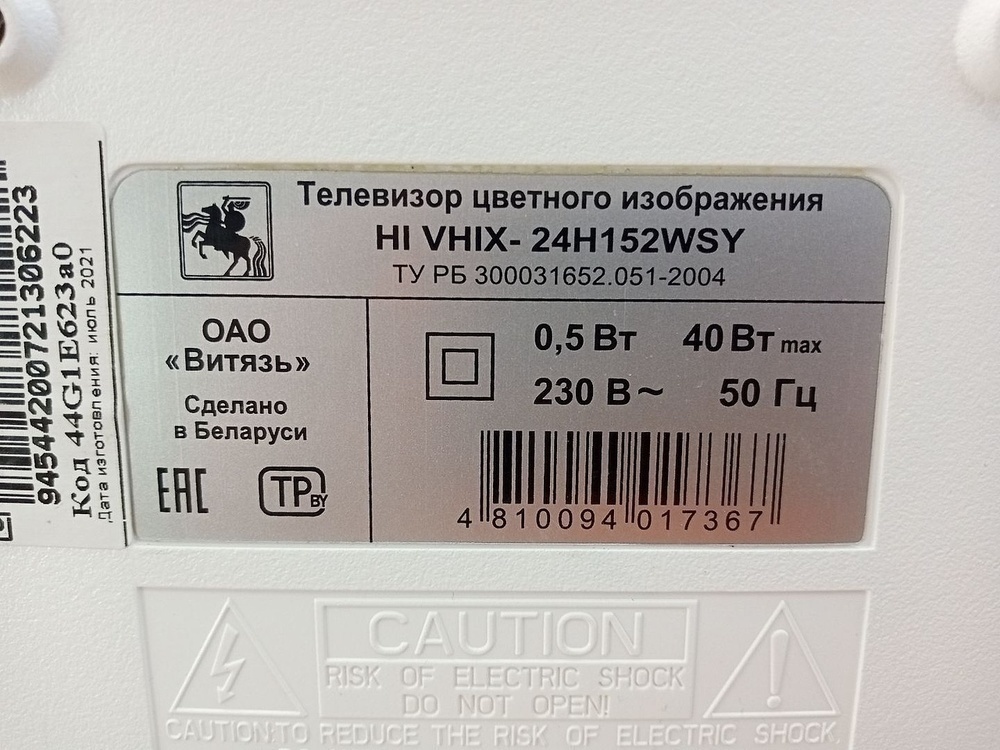 94544200721306223
Код 44G1E623a0
Дата изготовления: июль 2021
Телевизор цветного изображения
HI VHIX- 24H152WSY
ТУ РБ 300031652.051-2004
ОАО
«Витязь»
Сделано
в Беларуси
EAC
TP BY
0,5 Вт 40 Вт max
230 В ~ 50 Гц
4 810094 017367
CAUTION
RISK OF ELECTRIC SHOCK
DO NOT OPEN!
CAUTION: TO REDUCE THE RISK OF ELECTRIC SHOCK,